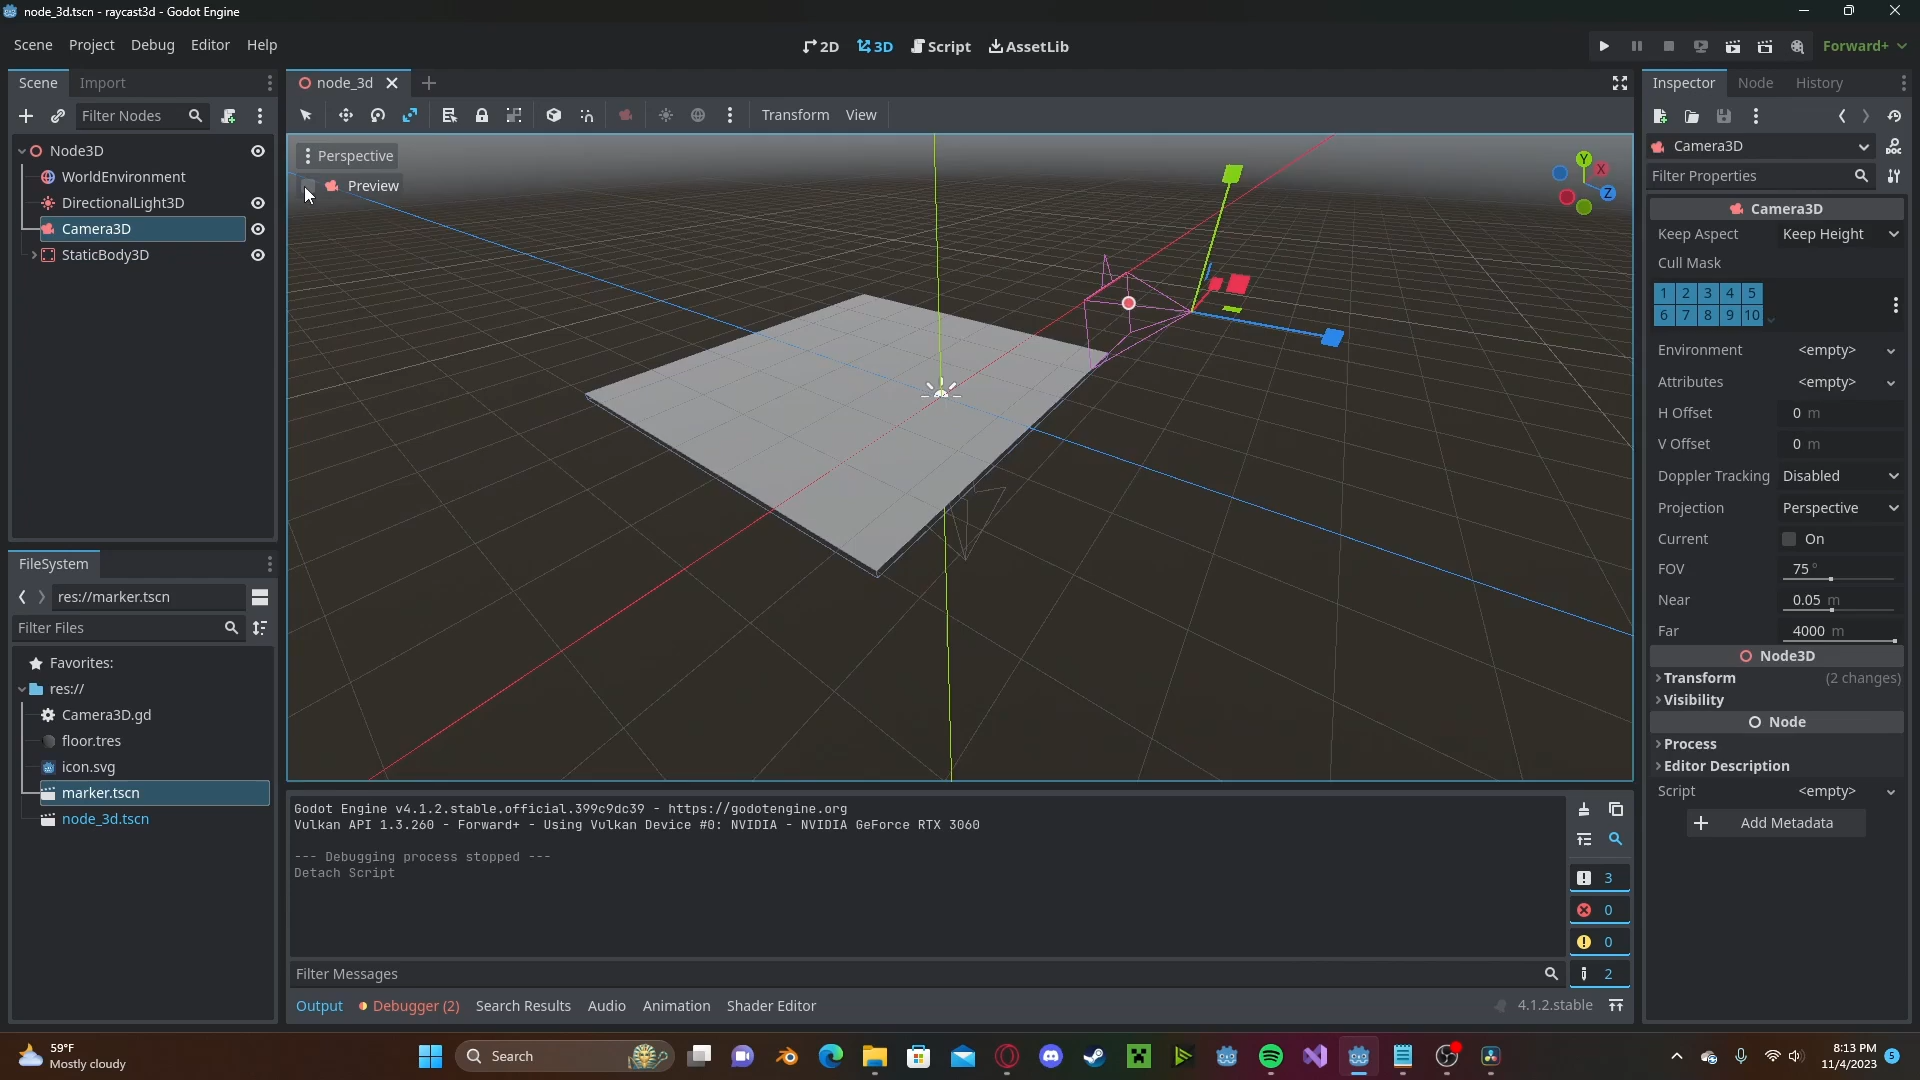 node_3d.tscn - raycast3d - Godot Engine
Scene Project Debug Editor Help
2D 3D Script AssetLib
Forward+
Scene Import
node_3d
Inspector Node History
Filter Nodes
Transform View
Perspective
Preview
Y X Z
Node3D
WorldEnvironment
DirectionalLight3D
Camera3D
StaticBody3D
Camera3D
Filter Properties
Camera3D
Keep Aspect Keep Height
Cull Mask
1 2 3 4 5
6 7 8 9 10
Environment <empty>
Attributes <empty>
H Offset 0 m
V Offset 0 m
Doppler Tracking Disabled
Projection Perspective
Current On
FOV 75 °
Near 0.05 m
Far 4000 m
Node3D
Transform (2 changes)
Visibility
Node
Process
Editor Description
Script <empty>
Add Metadata
FileSystem
res://marker.tscn
Filter Files
Favorites:
res://
Camera3D.gd
floor.tres
icon.svg
marker.tscn
node_3d.tscn
Godot Engine v4.1.2.stable.official.399c9dc39 - https://godotengine.org
Vulkan API 1.3.260 - Forward+ - Using Vulkan Device #0: NVIDIA - NVIDIA GeForce RTX 3060
--- Debugging process stopped ---
Detach Script
3
0
0
2
Filter Messages
Output Debugger (2) Search Results Audio Animation Shader Editor
4.1.2.stable
59°F
Mostly cloudy
Search
8:13 PM
11/4/2023
5